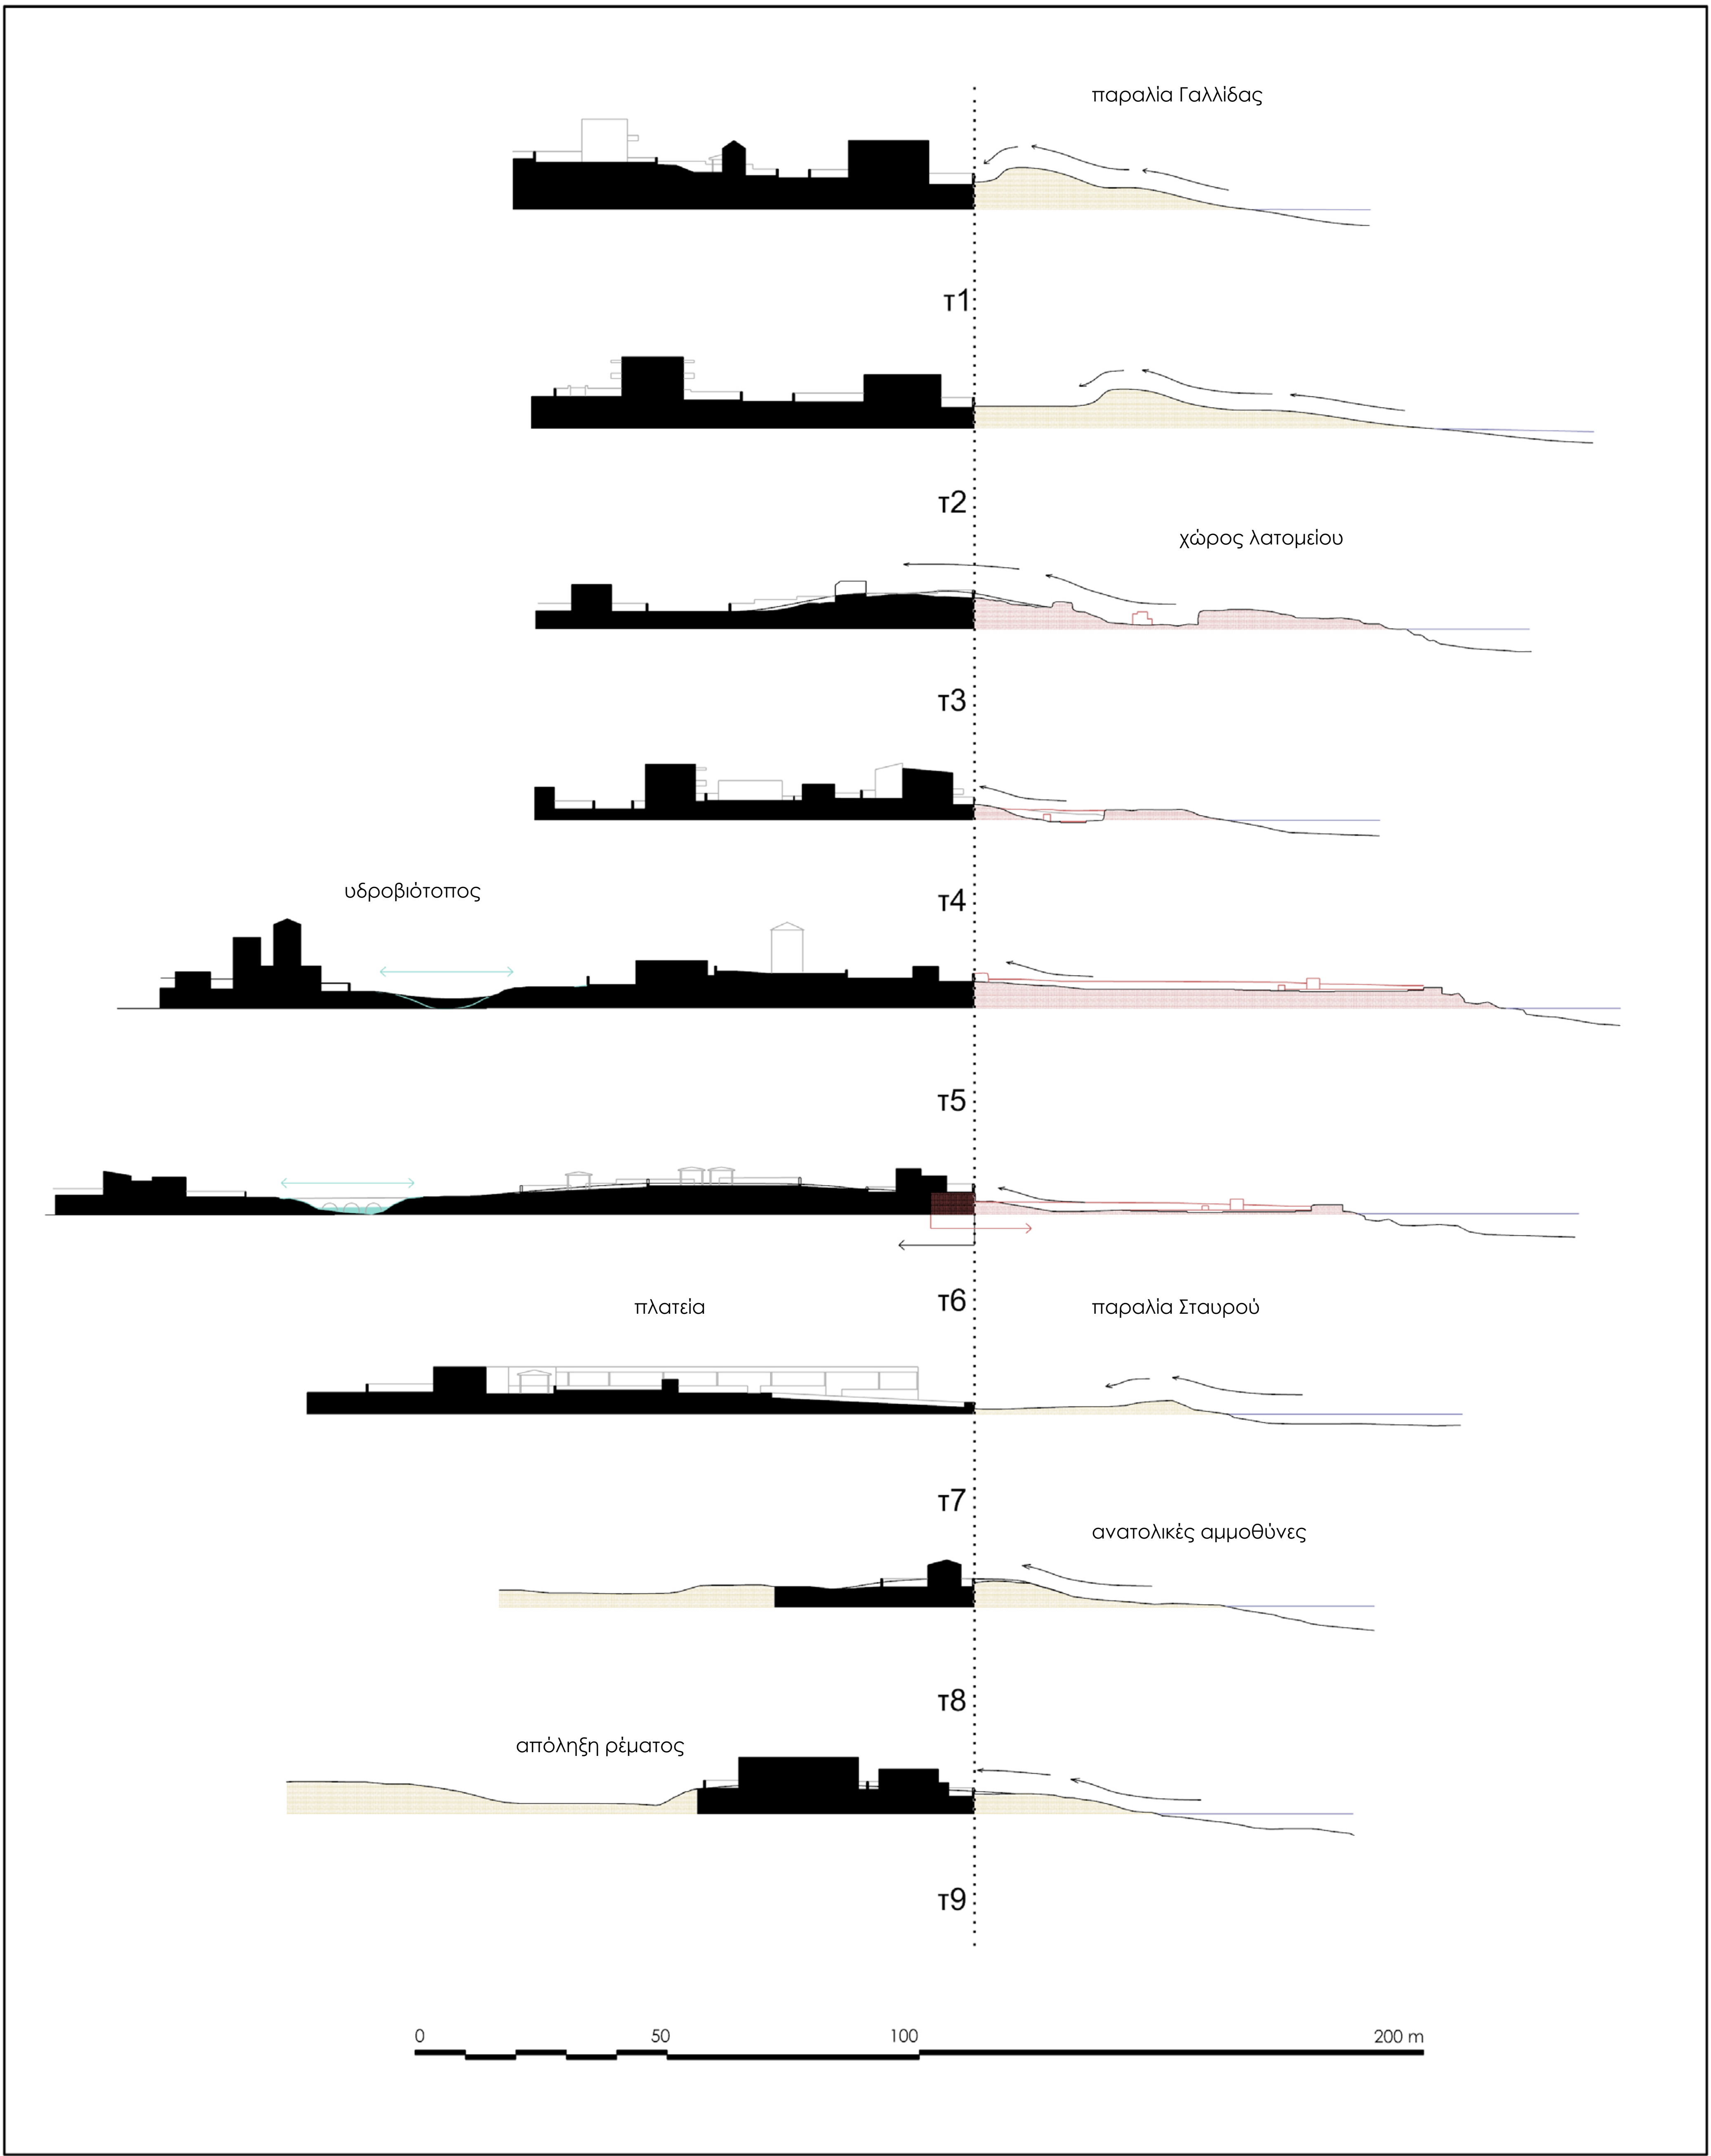 παραλία Γαλλίδας
τ1
τ2
χώρος λατομείου
τ3
υδροβιότοπος
τ4
τ5
πλατεία
τ6
παραλία Σταυρού
τ7
ανατολικές αμμοθύνες
τ8
απόληξη ρέματος
τ9
0 50 100 200 m